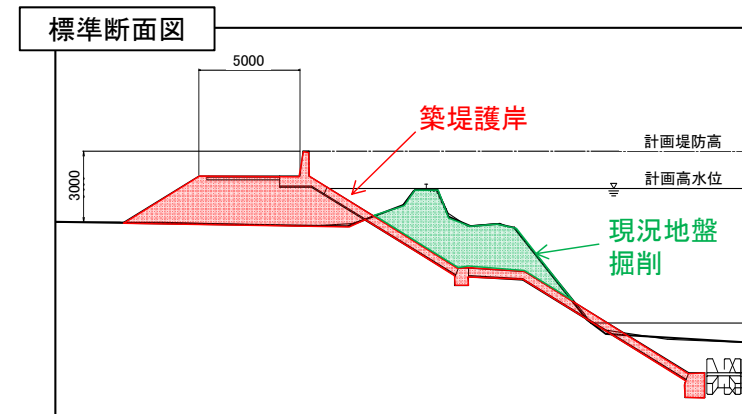 標準断面図
5000
築堤護岸
計画堤防高
計画高水位
3000
現況地盤
掘削